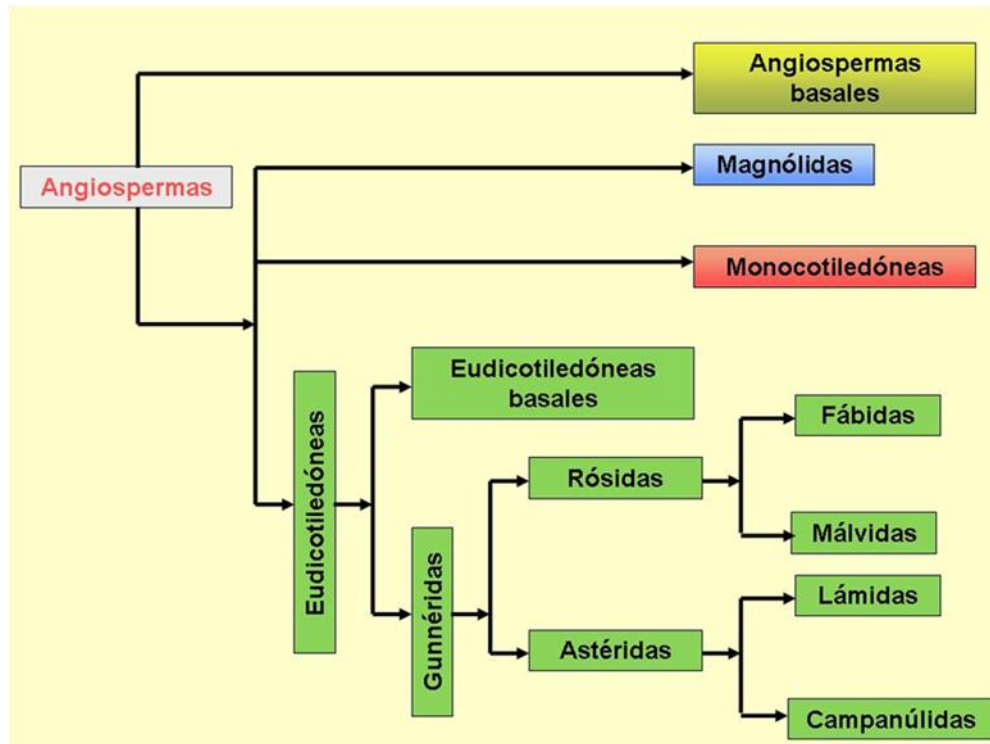 Angiospermas
basales
Magnólidas
Angiospermas
Monocotiledóneas
Eudicotiledóneas
Eudicotiledóneas
basales
Gunnéridas
Rósidas
Fábidas
Málvidas
Astéridas
Lámidas
Campanúlidas